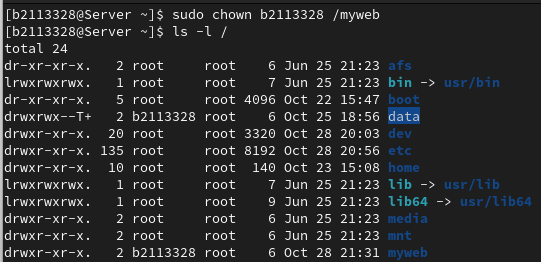 [b2113328@Server ~]$ sudo chown b2113328 /myweb
[b2113328@Server ~]$ ls -l /
total 24
dr-xr-xr-x.   2 root     root    6 Jun 25 21:23 afs
lrwxrwxrwx.   1 root     root    7 Jun 25 21:23 bin -> usr/bin
dr-xr-xr-x.   5 root     root 4096 Oct 22 15:47 boot
drwxrwx--T+   2 b2113328 root    6 Oct 25 18:56 data
drwxr-xr-x.  20 root     root 3320 Oct 28 20:03 dev
drwxr-xr-x. 135 root     root 8192 Oct 28 20:56 etc
drwxr-xr-x.  10 root     root  140 Oct 23 15:08 home
lrwxrwxrwx.   1 root     root    7 Jun 25 21:23 lib -> usr/lib
lrwxrwxrwx.   1 root     root    9 Jun 25 21:23 lib64 -> usr/lib64
drwxr-xr-x.   2 root     root    6 Jun 25 21:23 media
drwxr-xr-x.   2 root     root    6 Jun 25 21:23 mnt
drwxr-xr-x.   2 b2113328 root    6 Oct 28 21:31 myweb